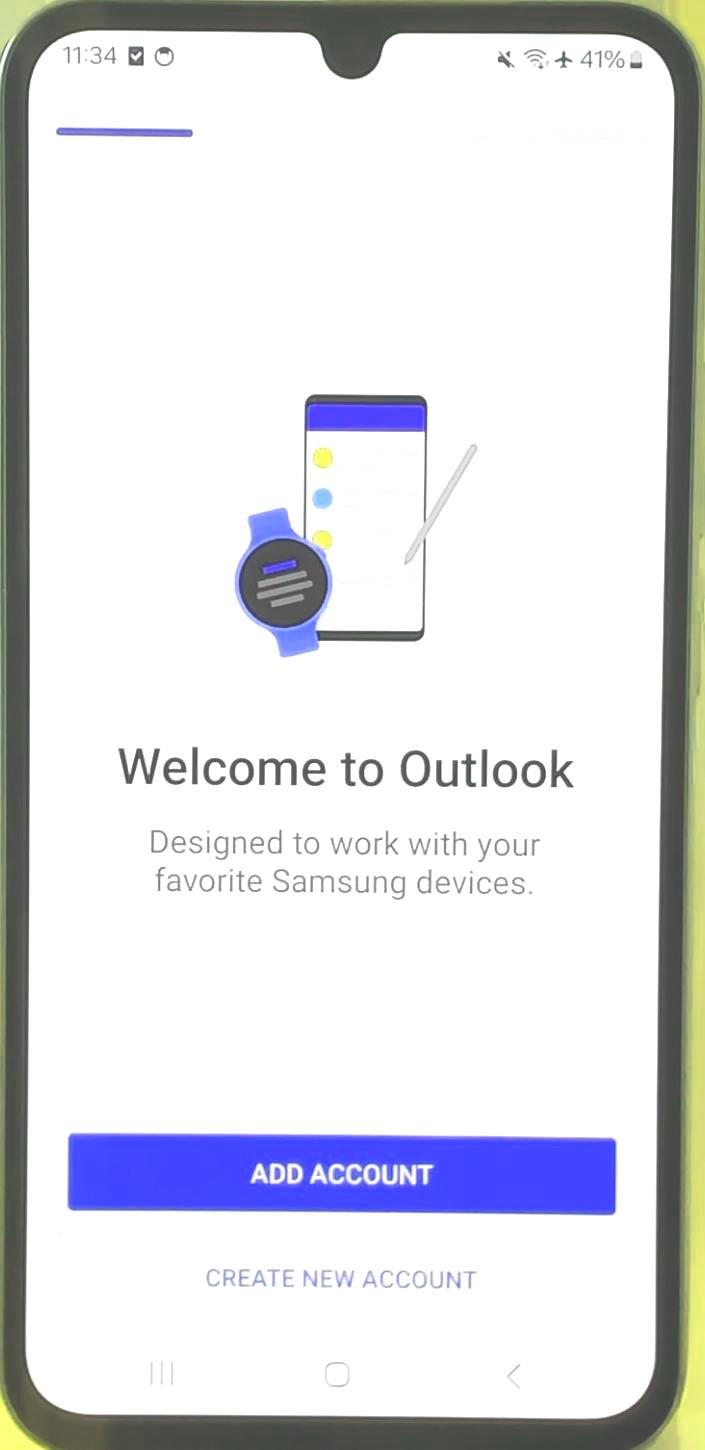 11:34 41%
Welcome to Outlook
Designed to work with your
favorite Samsung devices.
ADD ACCOUNT
CREATE NEW ACCOUNT